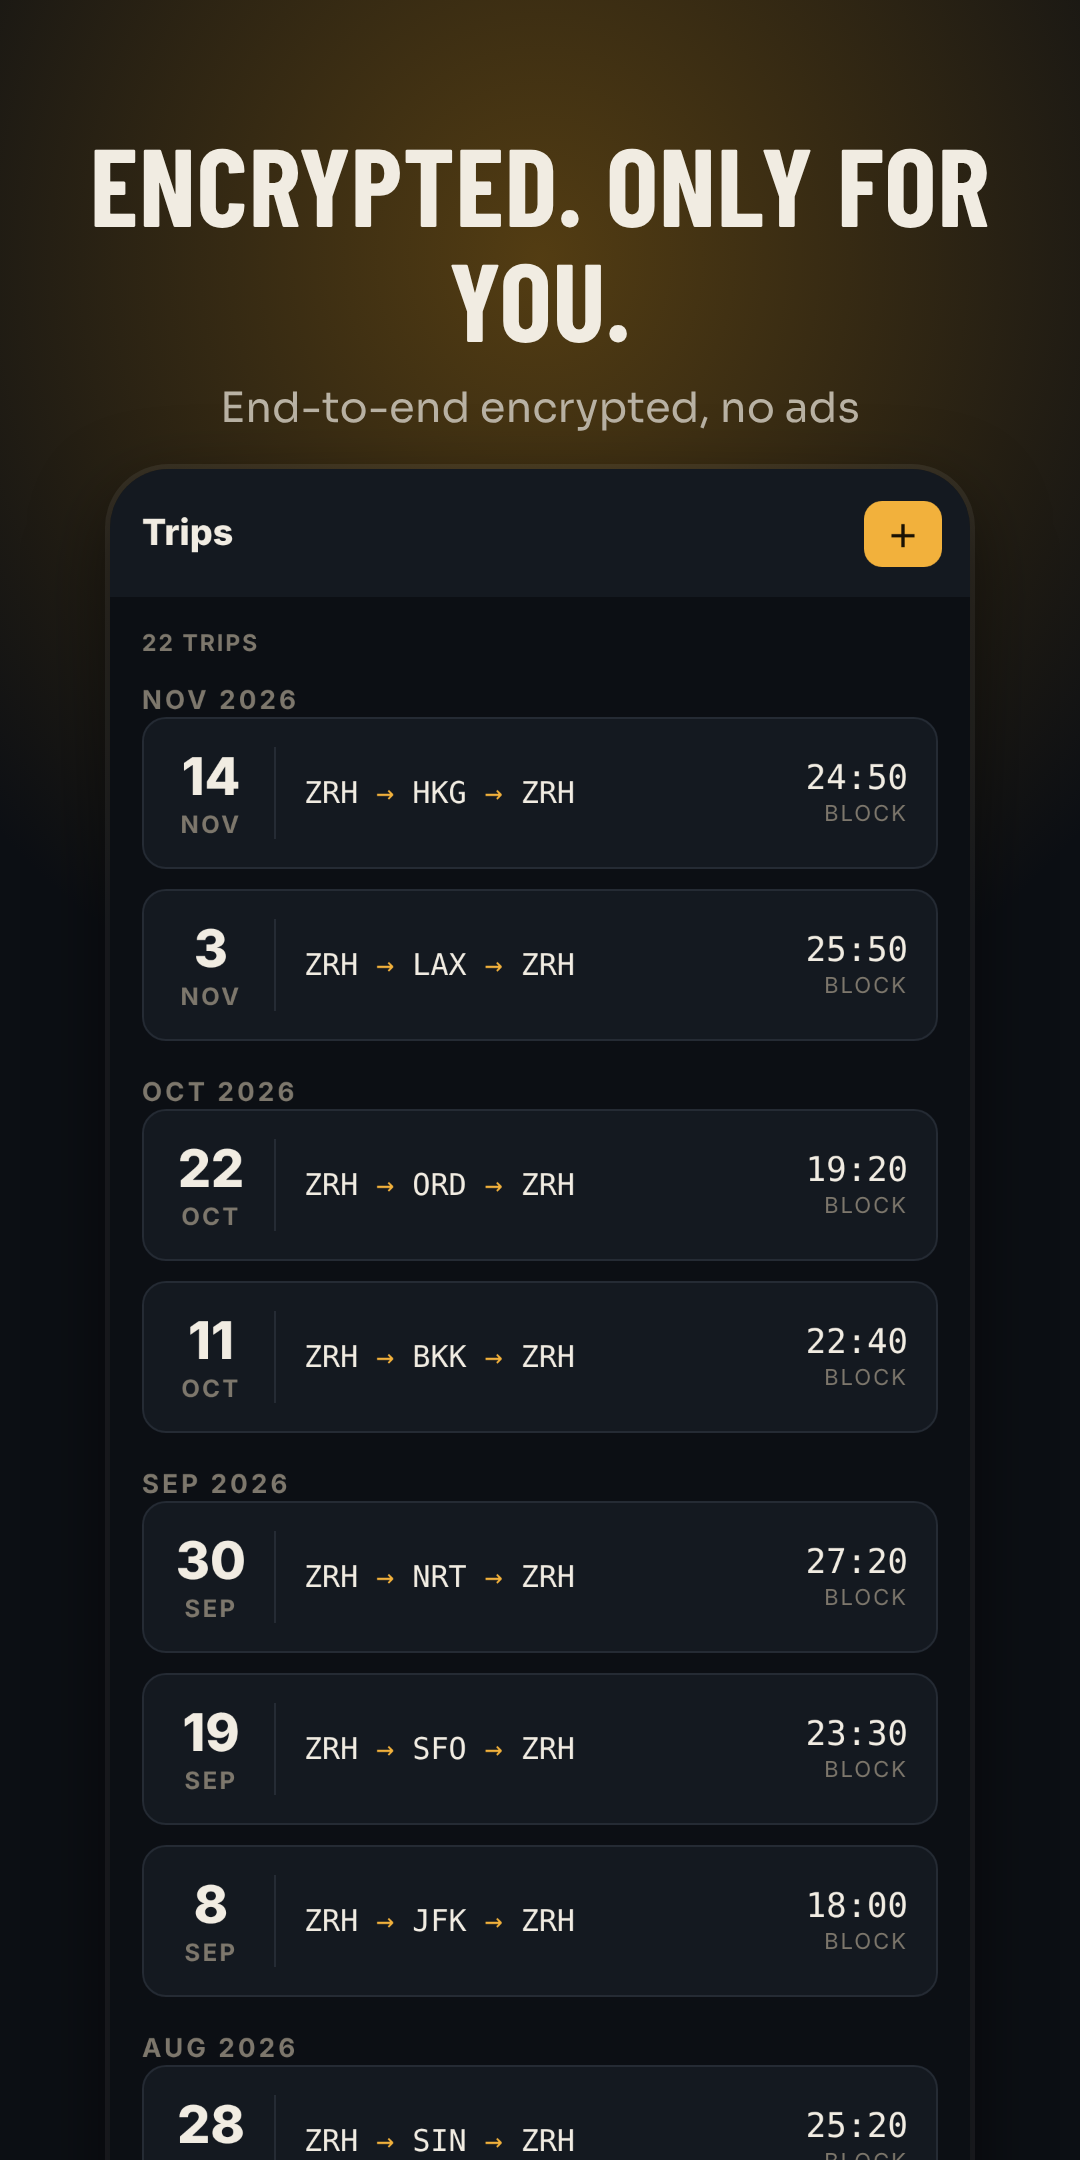 ENCRYPTED. ONLY FOR
YOU.
End-to-end encrypted, no ads
Trips
+
22 TRIPS
NOV 2026
14
NOV
ZRH → HKG → ZRH
24:50
BLOCK
3
NOV
ZRH → LAX → ZRH
25:50
BLOCK
OCT 2026
22
OCT
ZRH → ORD → ZRH
19:20
BLOCK
11
OCT
ZRH → BKK → ZRH
22:40
BLOCK
SEP 2026
30
SEP
ZRH → NRT → ZRH
27:20
BLOCK
19
SEP
ZRH → SFO → ZRH
23:30
BLOCK
8
SEP
ZRH → JFK → ZRH
18:00
BLOCK
AUG 2026
28
ZRH → SIN → ZRH
25:20
BLOCK